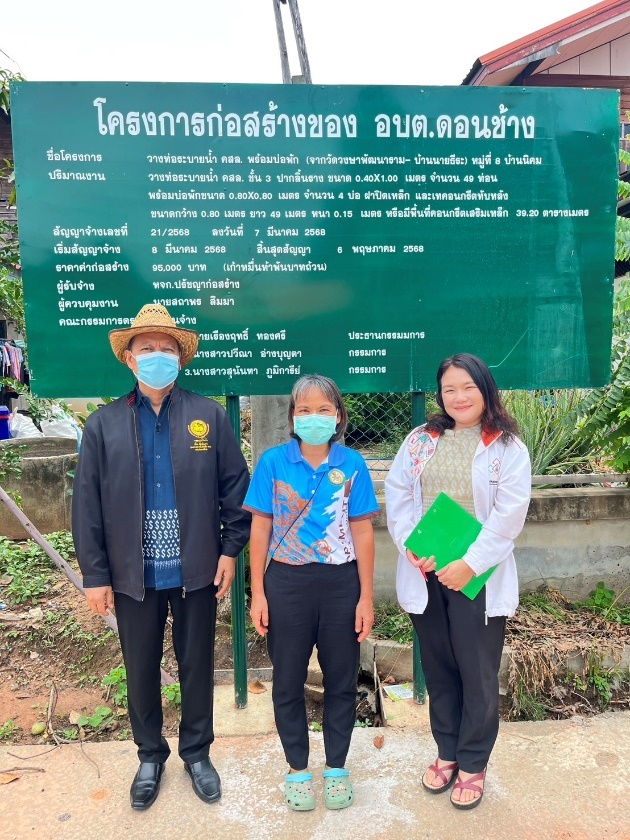 โครงการก่อสร้างของ อบต.ดอนช้าง
ชื่อโครงการ วางท่อระบายน้ำ คสล. พร้อมบ่อพัก (จากวัดวงษาพัฒนาราม- บ้านนายธีระ) หมู่ที่ 8 บ้านนิคม
ปริมาณงาน วางท่อระบายน้ำ คสล. ชั้น 3 ปากลิ้นราง ขนาด 0.40X1.00 เมตร จำนวน 49 ท่อน
พร้อมบ่อพักขนาด 0.80X0.80 เมตร จำนวน 4 บ่อ ฝาปิดเหล็ก และเทคอนกรีตทับหลัง
ขนาดกว้าง 0.80 เมตร ยาว 49 เมตร หนา 0.15 เมตร หรือมีพื้นที่คอนกรีตเสริมเหล็ก 39.20 ตารางเมตร
สัญญาจ้างเลขที่ 21/2568 ลงวันที่ 7 มีนาคม 2568
เริ่มสัญญาจ้าง 8 มีนาคม 2568 สิ้นสุดสัญญา 6 พฤษภาคม 2568
ราคาค่าก่อสร้าง 95,000 บาท (เก้าหมื่นห้าพันบาทถ้วน)
ผู้รับจ้าง หจก.ปรัชญาก่อสร้าง
ผู้ควบคุมงาน นายสถาพร สีมมา
คณะกรรมการตร นจ้าง
ายเรืองฤทธิ์ ทองศรี ประธานกรรมมการ
นางสาวปวีณา อ่างบุญตา กรรมการ
3.นางสาวสุนันทา ภูมิภารีย์ กรรมการ